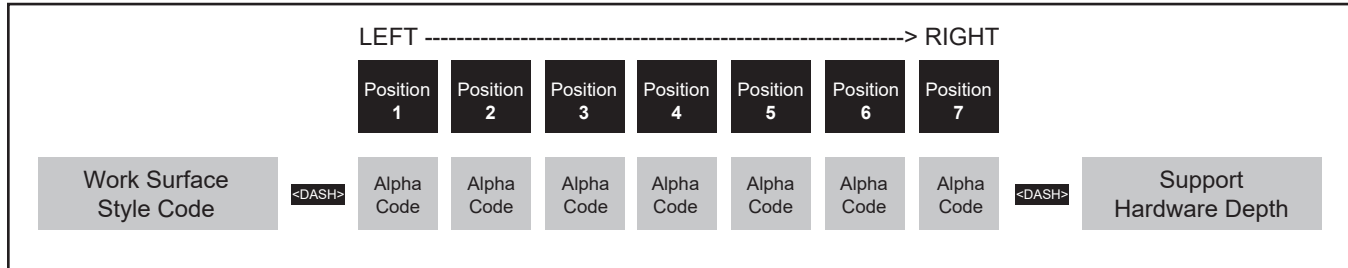 LEFT ------------------------------------------------------------> RIGHT
Position Position Position Position Position Position Position
1 2 3 4 5 6 7
Work Surface
Style Code
<DASH>
Alpha Alpha Alpha Alpha Alpha Alpha Alpha
Code Code Code Code Code Code Code
<DASH>
Support
Hardware Depth